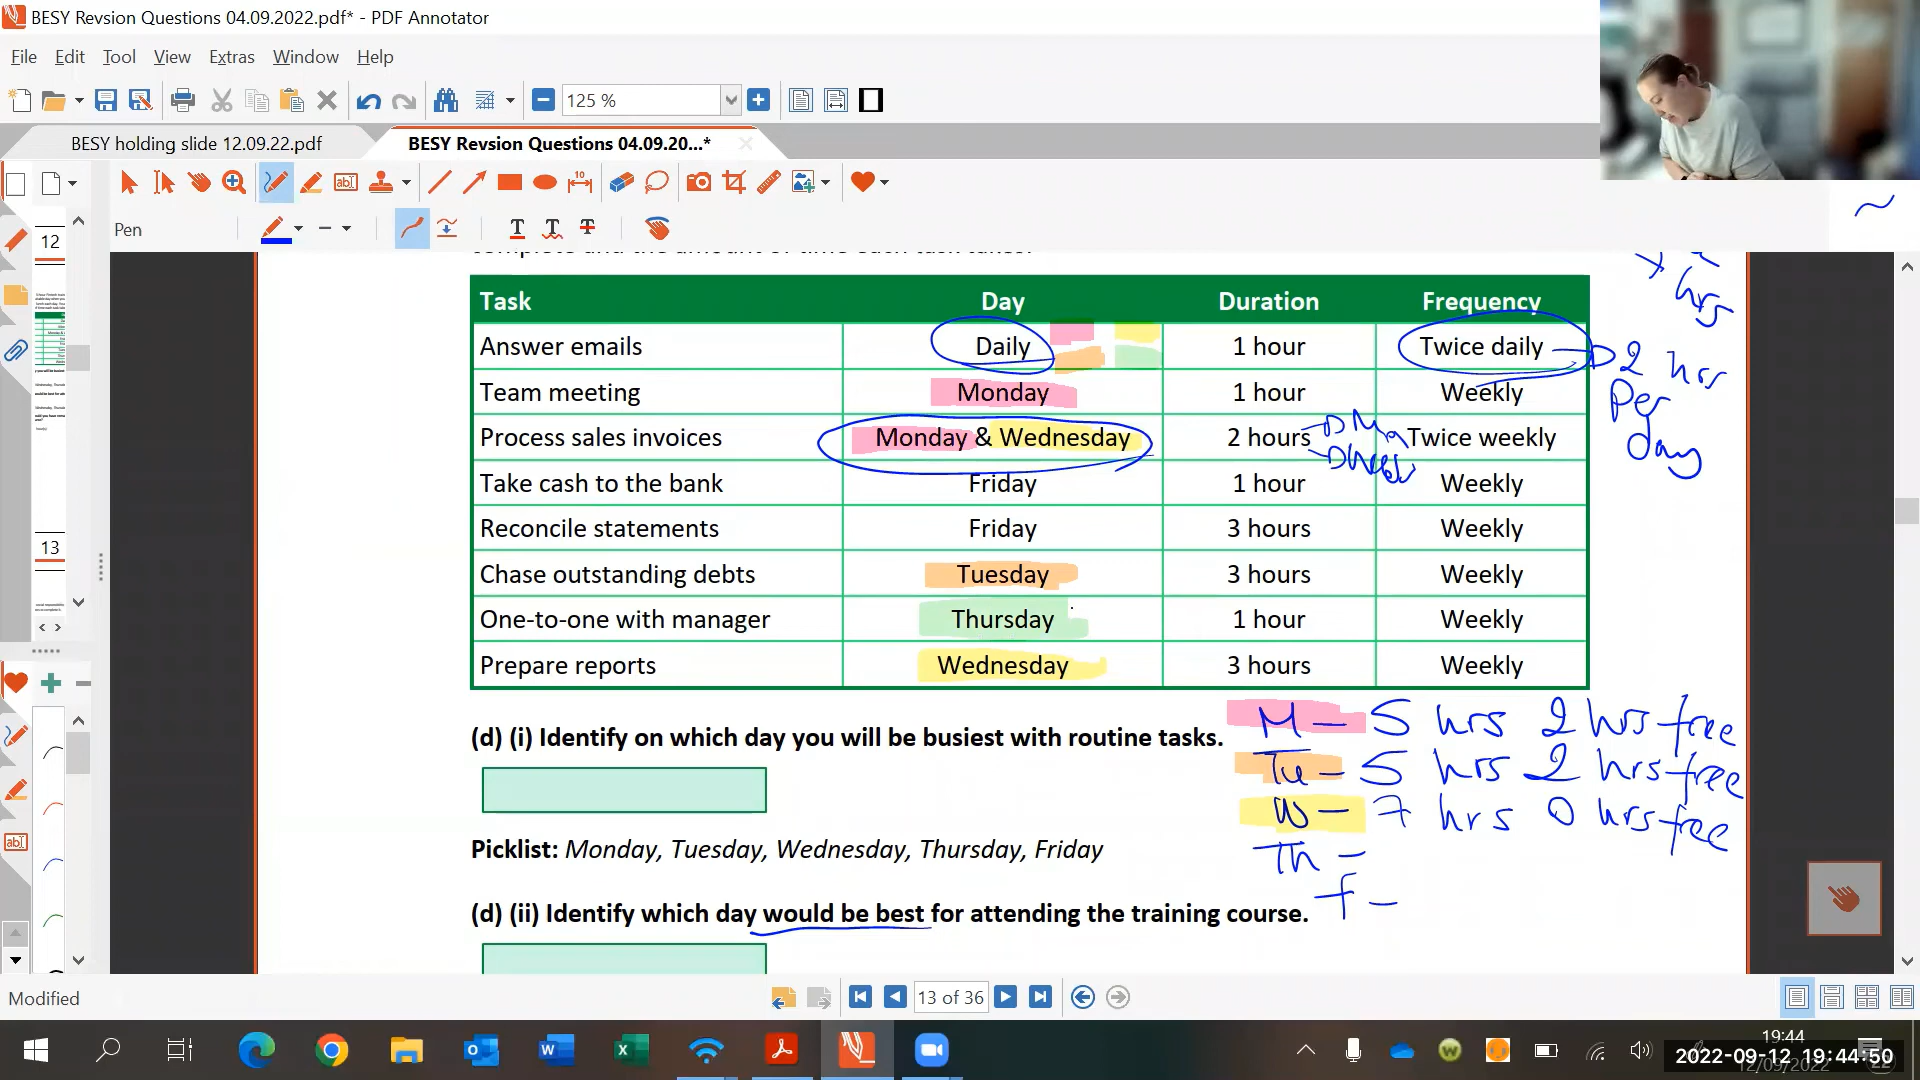 BESY Revsion Questions 04.09.2022.pdf* - PDF Annotator
File Edit Tool View Extras Window Help
125 %
BESY holding slide 12.09.22.pdf
BESY Revsion Questions 04.09.20...*
Pen
12
13
hrs
Task Day Duration Frequency
Answer emails Daily 1 hour Twice daily
2 hrs
Per
day
Team meeting Monday 1 hour Weekly
Process sales invoices Monday & Wednesday 2 hours Twice weekly
Take cash to the bank Friday 1 hour Weekly
Reconcile statements Friday 3 hours Weekly
Chase outstanding debts Tuesday 3 hours Weekly
One-to-one with manager Thursday 1 hour Weekly
Prepare reports Wednesday 3 hours Weekly
M - 5 hrs 2 hrs free
Tu - 5 hrs 2 hrs free
W - 7 hrs 0 hrs free
Th -
F -
(d) (i) Identify on which day you will be busiest with routine tasks.
Picklist: Monday, Tuesday, Wednesday, Thursday, Friday
(d) (ii) Identify which day would be best for attending the training course.
Modified
13 of 36
19:44
2022-09-12 19:44:50